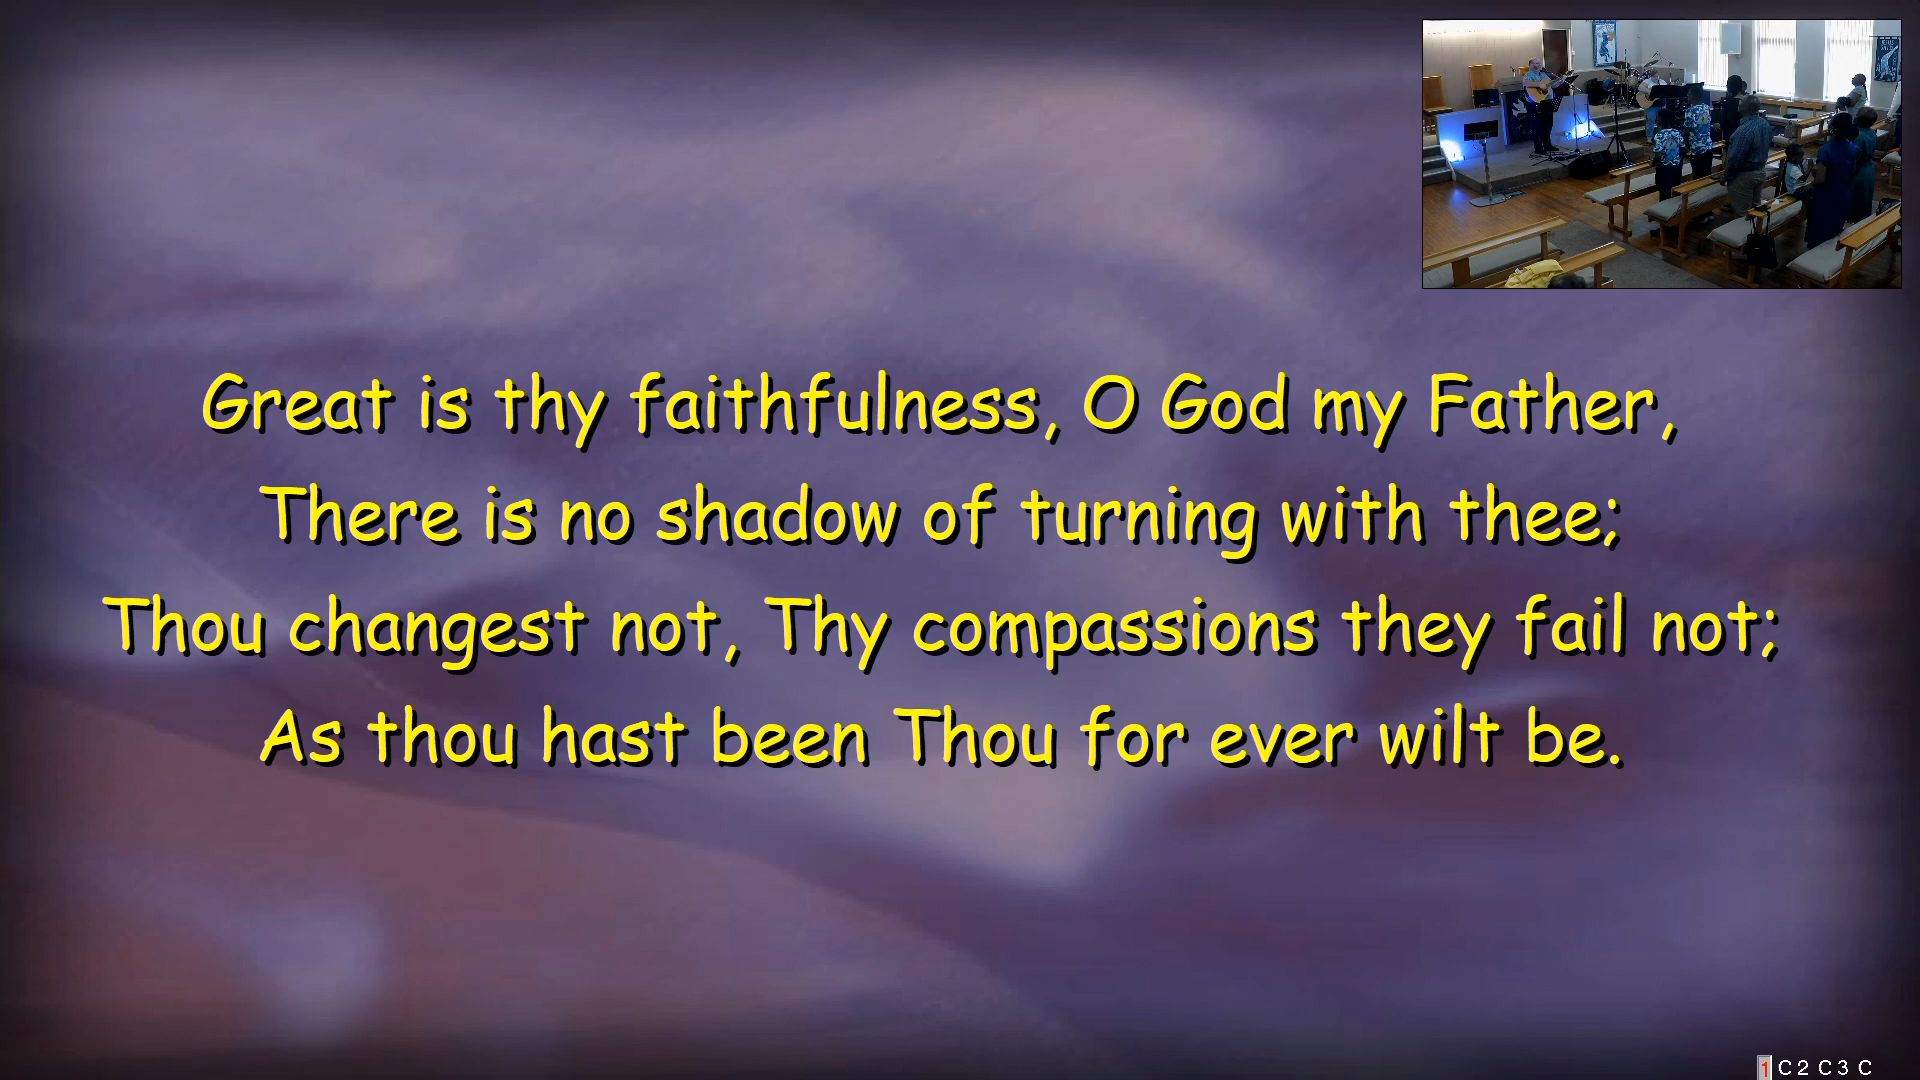 Great is thy faithfulness, O God my Father,
There is no shadow of turning with thee;
Thou changest not, Thy compassions they fail not;
As thou hast been Thou for ever wilt be.
1 C 2 C 3 C